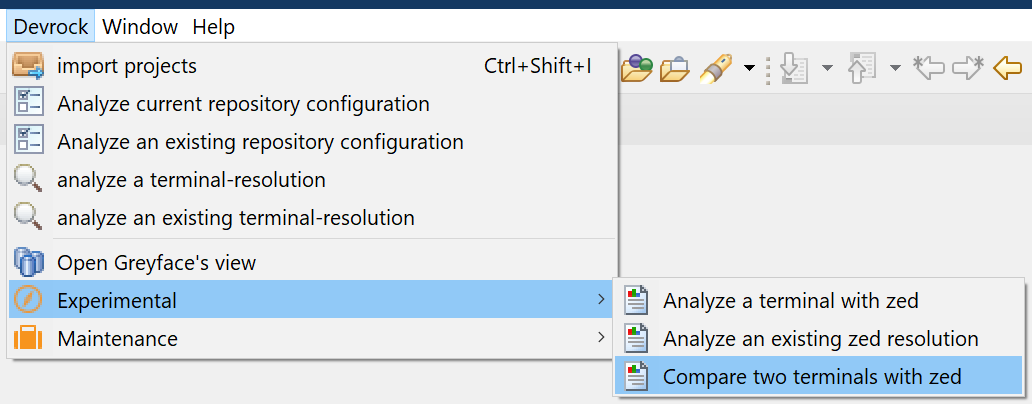 Devrock Window Help
import projects Ctrl+Shift+I
Analyze current repository configuration
Analyze an existing repository configuration
analyze a terminal-resolution
analyze an existing terminal-resolution
Open Greyface's view
Experimental
Maintenance
Analyze a terminal with zed
Analyze an existing zed resolution
Compare two terminals with zed